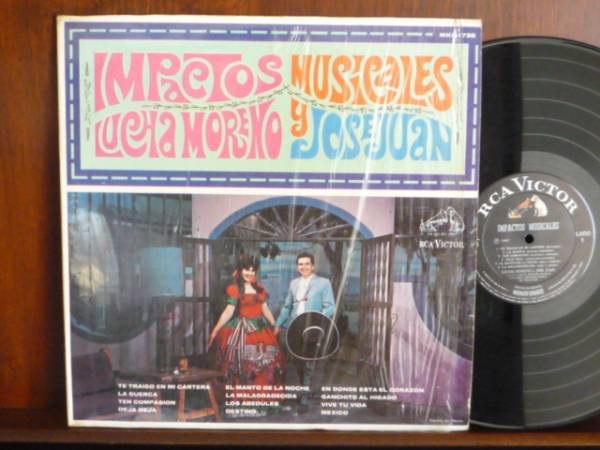 IMPACTOS MUSICALES
LUCHA MORENO Y JOSE JUAN
RCA VICTOR
TE TRAIGO EN MI CARTERA
LA GUERCA
TEN COMPASION
DEJA DEJA
EL MANTO DE LA NOCHE
LA MALAGRADECIDA
LOS ABEDULES
DESTINO
EN DONDE ESTA EL CORAZON
GANCHITO AL HIGADO
VIVE TU VIDA
MEXICO
RCA VICTOR
IMPACTOS MUSICALES
LADO
1